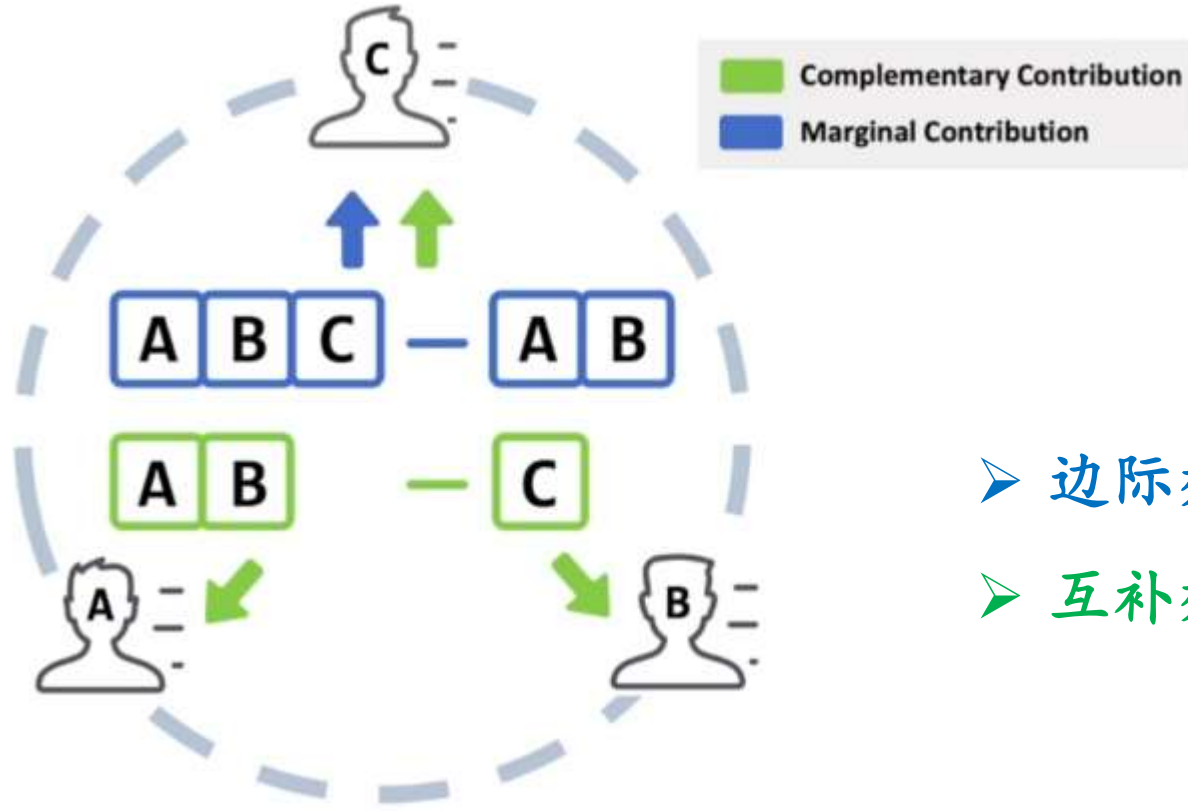 C
Complementary Contribution
Marginal Contribution
A B C — A B
A B — C
A
B
➢ 边际
➢ 互补